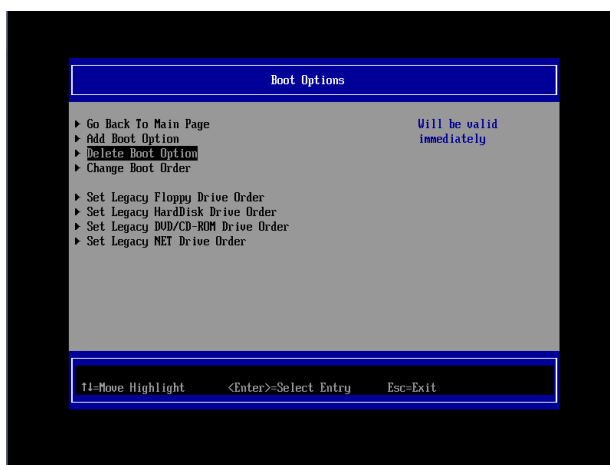 Boot Options
▶ Go Back To Main Page
▶ Add Boot Option
▶ Delete Boot Option
▶ Change Boot Order
▶ Set Legacy Floppy Drive Order
▶ Set Legacy HardDisk Drive Order
▶ Set Legacy DVD/CD-ROM Drive Order
▶ Set Legacy NET Drive Order
Will be valid
immediately
↑↓=Move Highlight <Enter>=Select Entry Esc=Exit